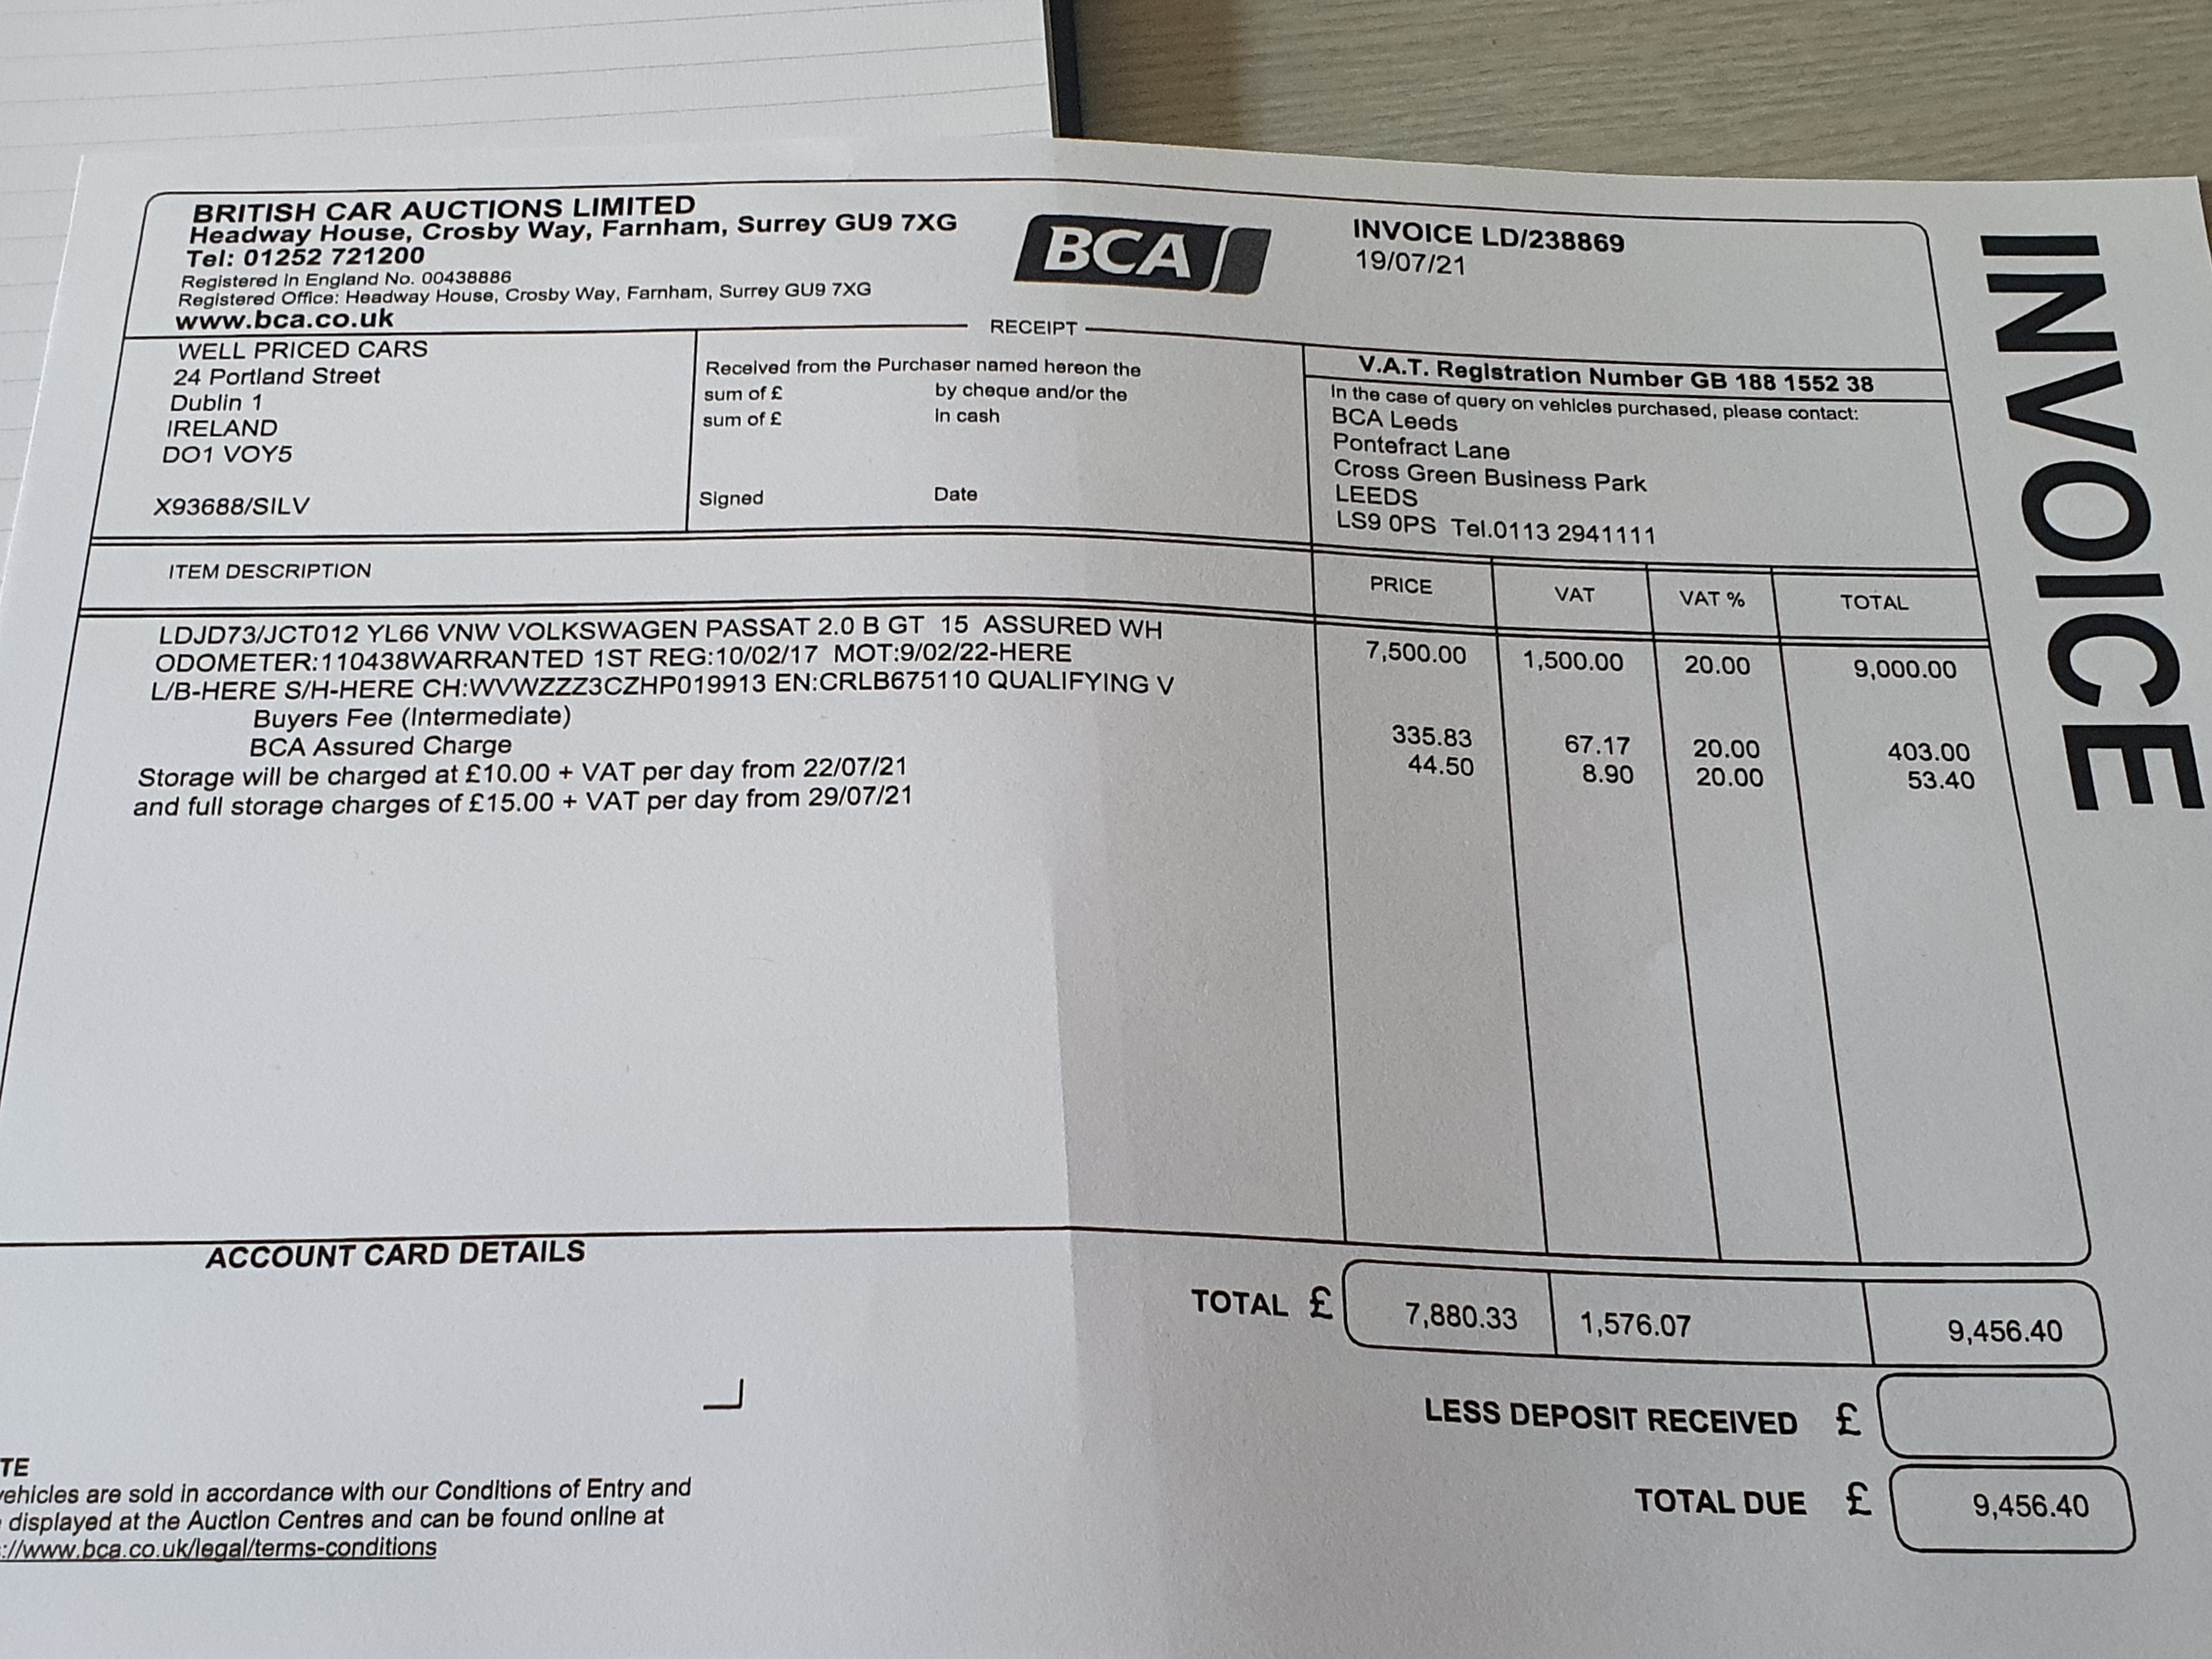 BRITISH CAR AUCTIONS LIMITED
Headway House, Crosby Way, Farnham, Surrey GU9 7XG
Tel: 01252 721200
Registered in England No. 00438886
Registered Office: Headway House, Crosby Way, Farnham, Surrey GU9 7XG
www.bca.co.uk
BCA
INVOICE LD/238869
19/07/21
INVOICE
RECEIPT
WELL PRICED CARS
24 Portland Street
Dublin 1
IRELAND
DO1 VOY5
X93688/SILV
Received from the Purchaser named hereon the
sum of £ by cheque and/or the
sum of £ in cash
Signed Date
V.A.T. Registration Number GB 188 1552 38
In the case of query on vehicles purchased, please contact:
BCA Leeds
Pontefract Lane
Cross Green Business Park
LEEDS
LS9 0PS Tel.0113 2941111
ITEM DESCRIPTION PRICE VAT VAT % TOTAL
LDJD73/JCT012 YL66 VNW VOLKSWAGEN PASSAT 2.0 B GT 15 ASSURED WH
ODOMETER:110438WARRANTED 1ST REG:10/02/17 MOT:9/02/22-HERE 7,500.00 1,500.00 20.00 9,000.00
L/B-HERE S/H-HERE CH:WVWZZZ3CZHP019913 EN:CRLB675110 QUALIFYING V
Buyers Fee (Intermediate) 335.83 67.17 20.00 403.00
BCA Assured Charge 44.50 8.90 20.00 53.40
Storage will be charged at £10.00 + VAT per day from 22/07/21
and full storage charges of £15.00 + VAT per day from 29/07/21
ACCOUNT CARD DETAILS
TOTAL £ 7,880.33 1,576.07 9,456.40
LESS DEPOSIT RECEIVED £
TOTAL DUE £ 9,456.40
TE
vehicles are sold in accordance with our Conditions of Entry and
displayed at the Auction Centres and can be found online at
://www.bca.co.uk/legal/terms-conditions